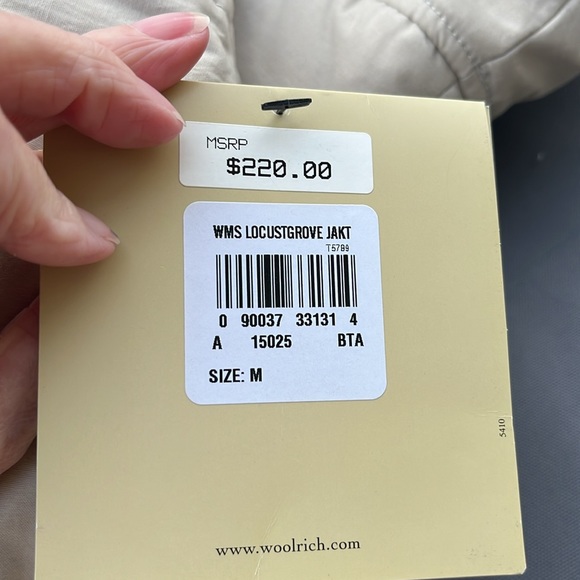 MSRP
$220.00
WMS LOCUSTGROVE JAKT
T5789
0 90037 33131 4
A 15025 BTA
SIZE: M
5410
www.woolrich.com